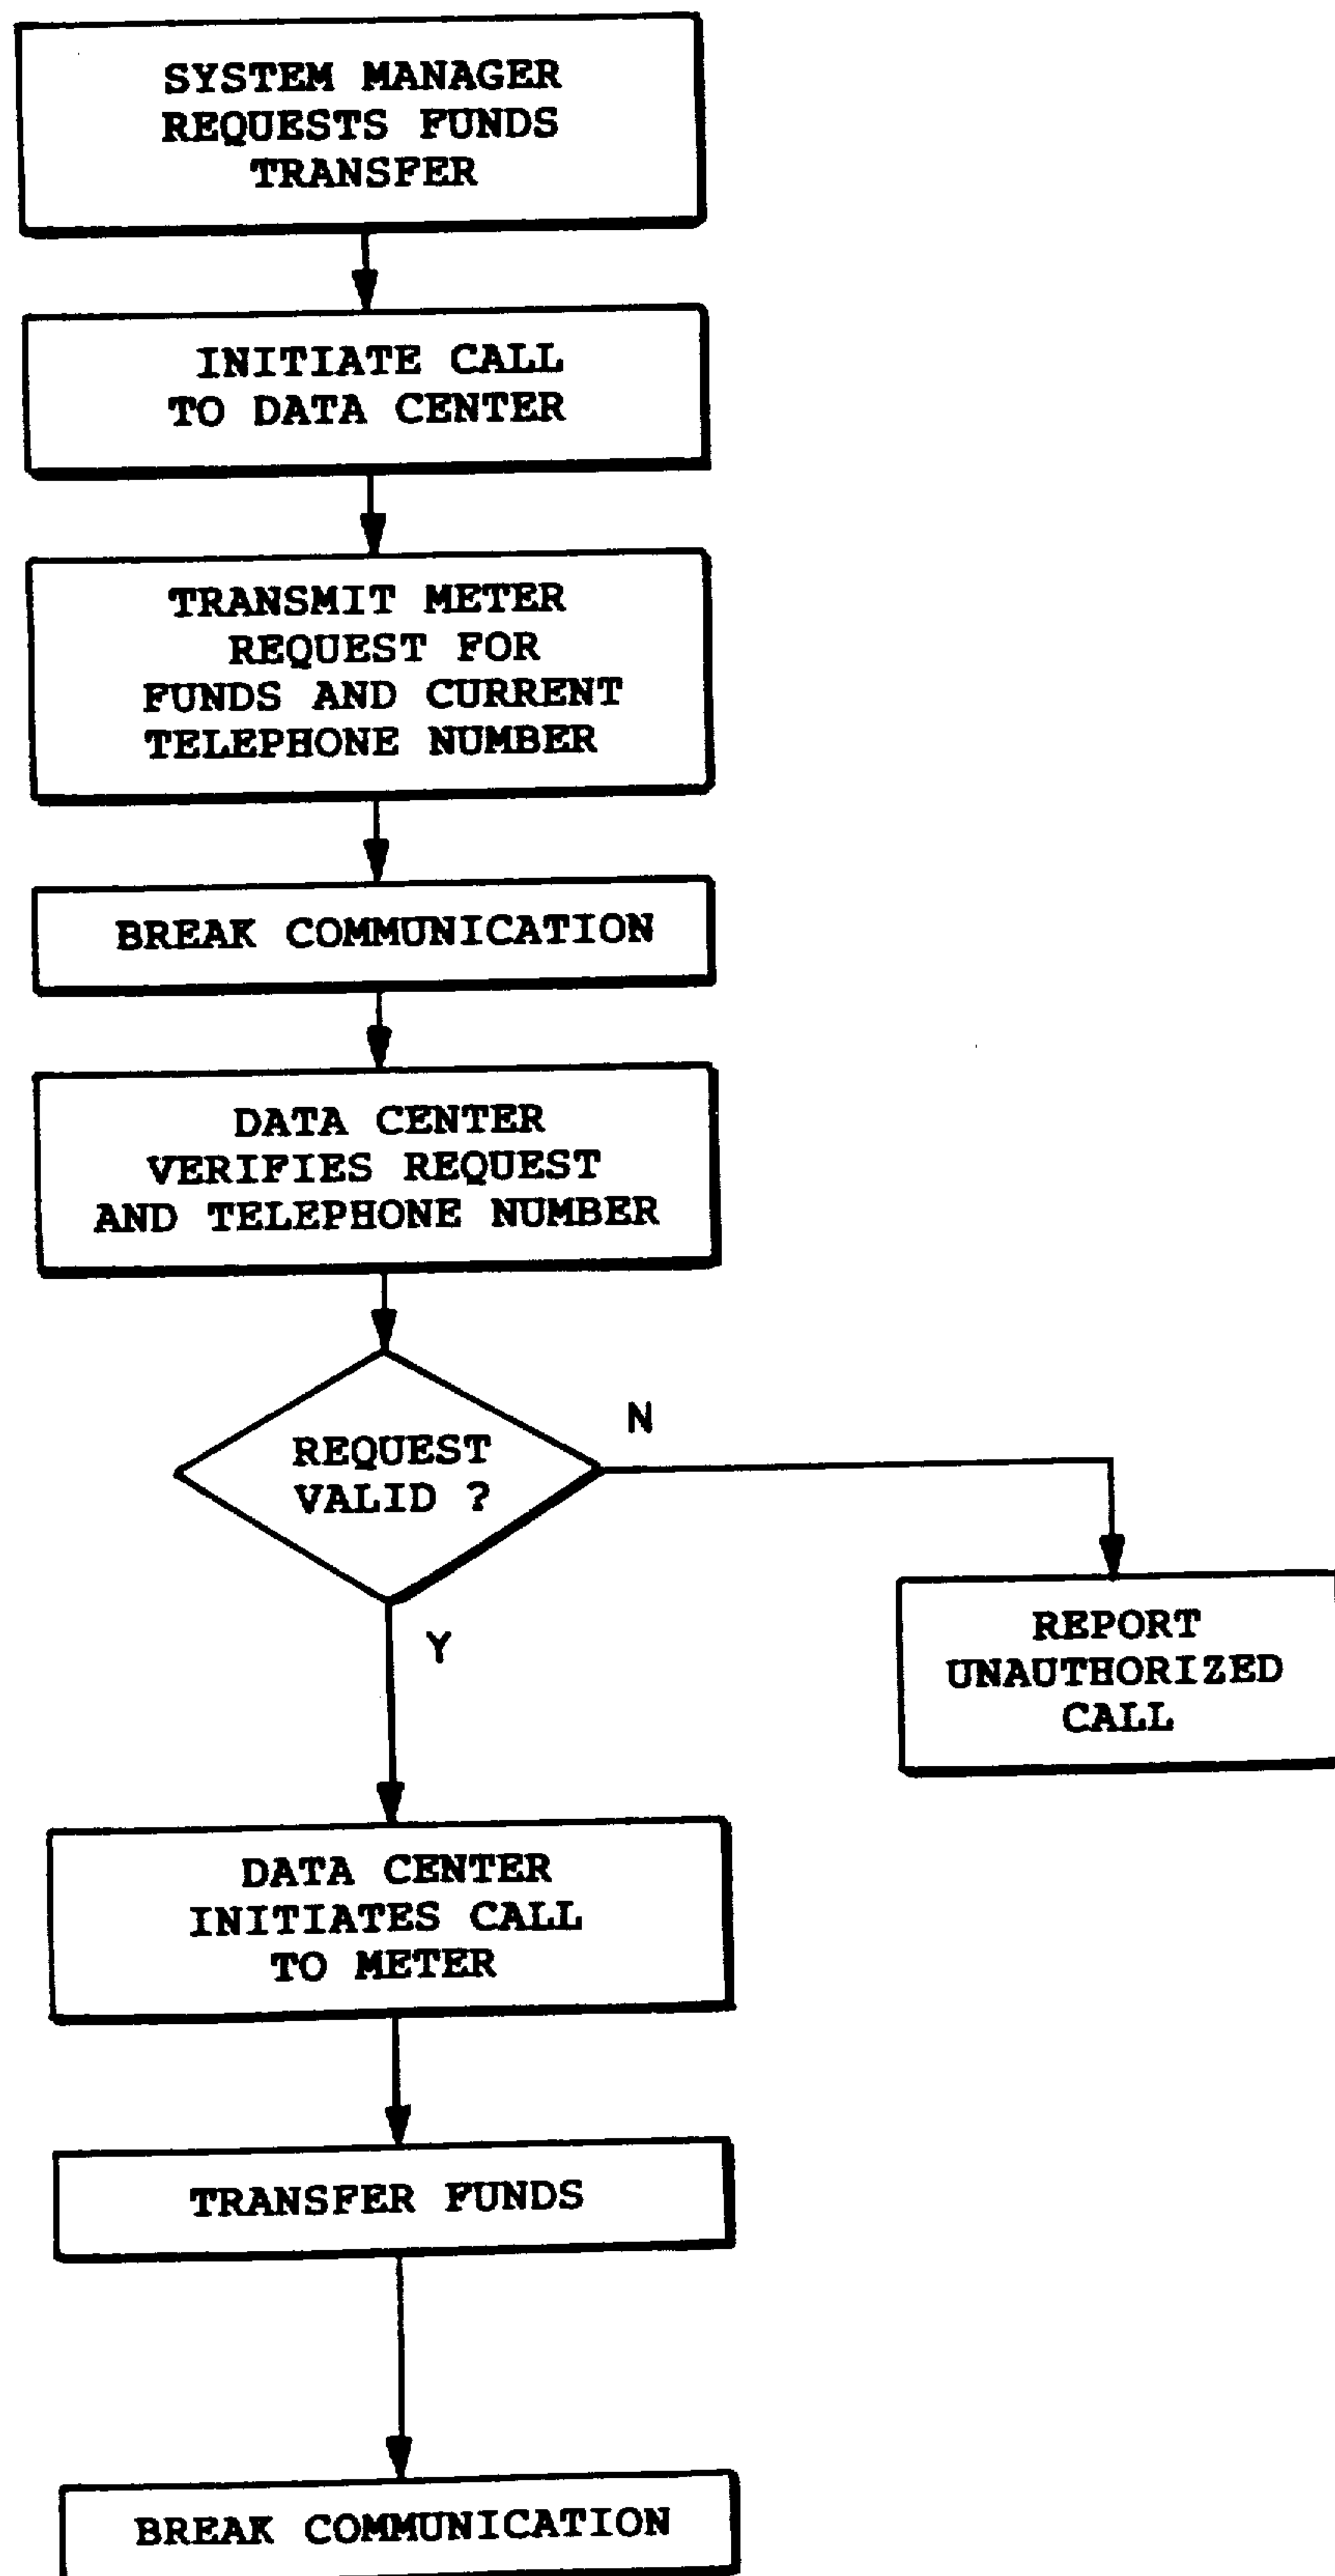 SYSTEM MANAGER
REQUESTS FUNDS
TRANSFER
INITIATE CALL
TO DATA CENTER
TRANSMIT METER
REQUEST FOR
FUNDS AND CURRENT
TELEPHONE NUMBER
BREAK COMMUNICATION
DATA CENTER
VERIFIES REQUEST
AND TELEPHONE NUMBER
REQUEST
VALID ?
N
Y
REPORT
UNAUTHORIZED
CALL
DATA CENTER
INITIATES CALL
TO METER
TRANSFER FUNDS
BREAK COMMUNICATION